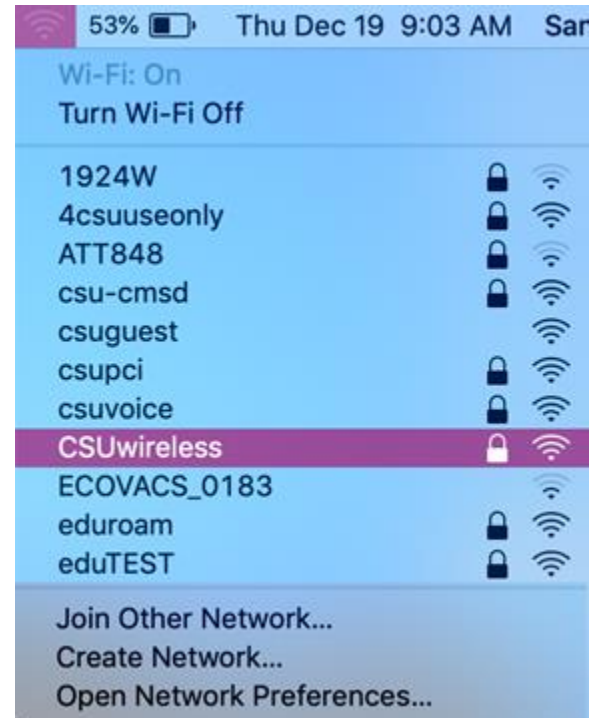 53% Thu Dec 19 9:03 AM San
Wi-Fi: On
Turn Wi-Fi Off
1924W
4csuuseonly
ATT848
csu-cmsd
csuguest
csupci
csuvoice
CSUwireless
ECOVACS_0183
eduroam
eduTEST
Join Other Network...
Create Network...
Open Network Preferences...